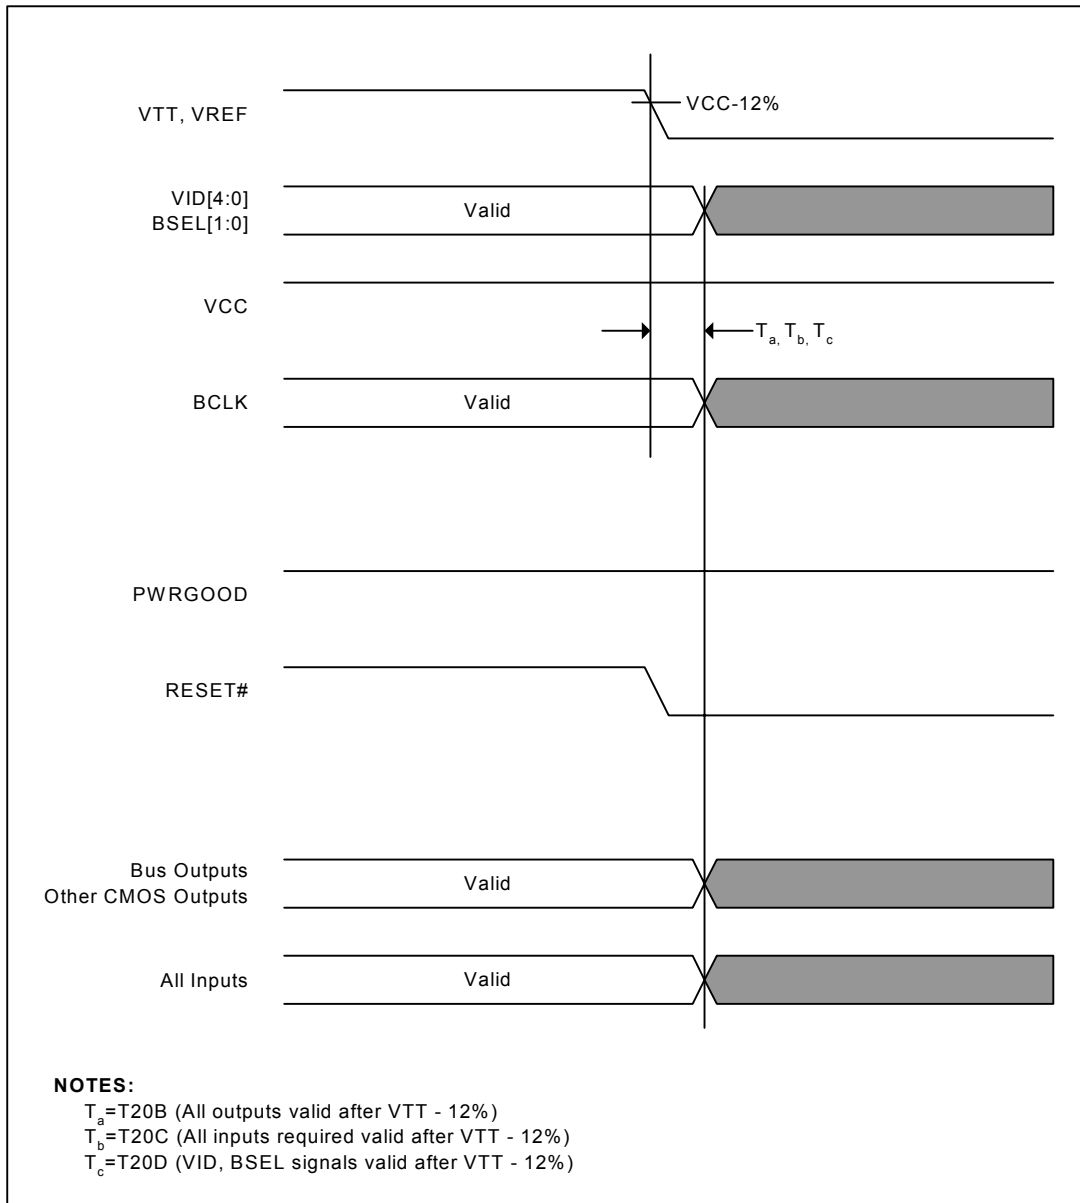 VCC-12%
VTT, VREF
VID[4:0]
BSEL[1:0]
Valid
VCC
Ta, Tb, Tc
BCLK
Valid
PWRGOOD
RESET#
Bus Outputs
Other CMOS Outputs
Valid
All Inputs
Valid
NOTES:
Ta=T20B (All outputs valid after VTT - 12%)
Tb=T20C (All inputs required valid after VTT - 12%)
Tc=T20D (VID, BSEL signals valid after VTT - 12%)